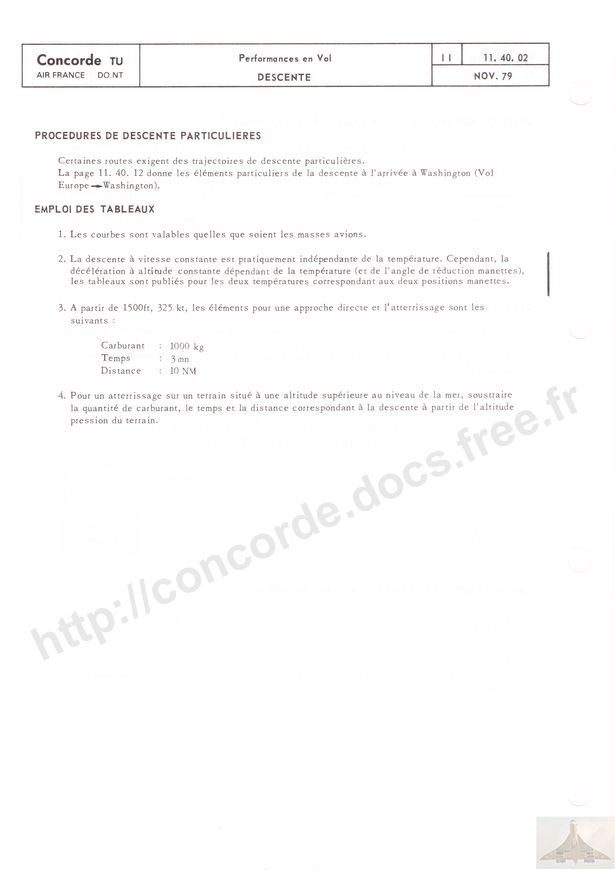 Concorde TU
AIR FRANCE DO.NT
Performances en Vol
DESCENTE
11
11. 40. 02
NOV. 79
PROCEDURES DE DESCENTE PARTICULIERES
Certaines routes exigent des trajectoires de descente particulières.
La page 11. 40. 12 donne les éléments particuliers de la descente à l'arrivée à Washington (Vol
Europe → Washington).
EMPLOI DES TABLEAUX
1. Les courbes sont valables quelles que soient les masses avions.
2. La descente à vitesse constante est pratiquement indépendante de la température. Cependant, la
décélération à altitude constante dépendant de la température (et de l'angle de réduction manettes),
les tableaux sont publiés pour les deux températures correspondant aux deux positions manettes.
3. A partir de 1500ft, 325 kt, les éléments pour une approche directe et l'atterrissage sont les
suivants :
Carburant : 1000 kg
Temps : 3 mn
Distance : 10 NM
4. Pour un atterrissage sur un terrain situé à une altitude supérieure au niveau de la mer, soustraire
la quantité de carburant, le temps et la distance correspondant à la descente à partir de l'altitude
pression du terrain.
http://concorde.docs.free.fr